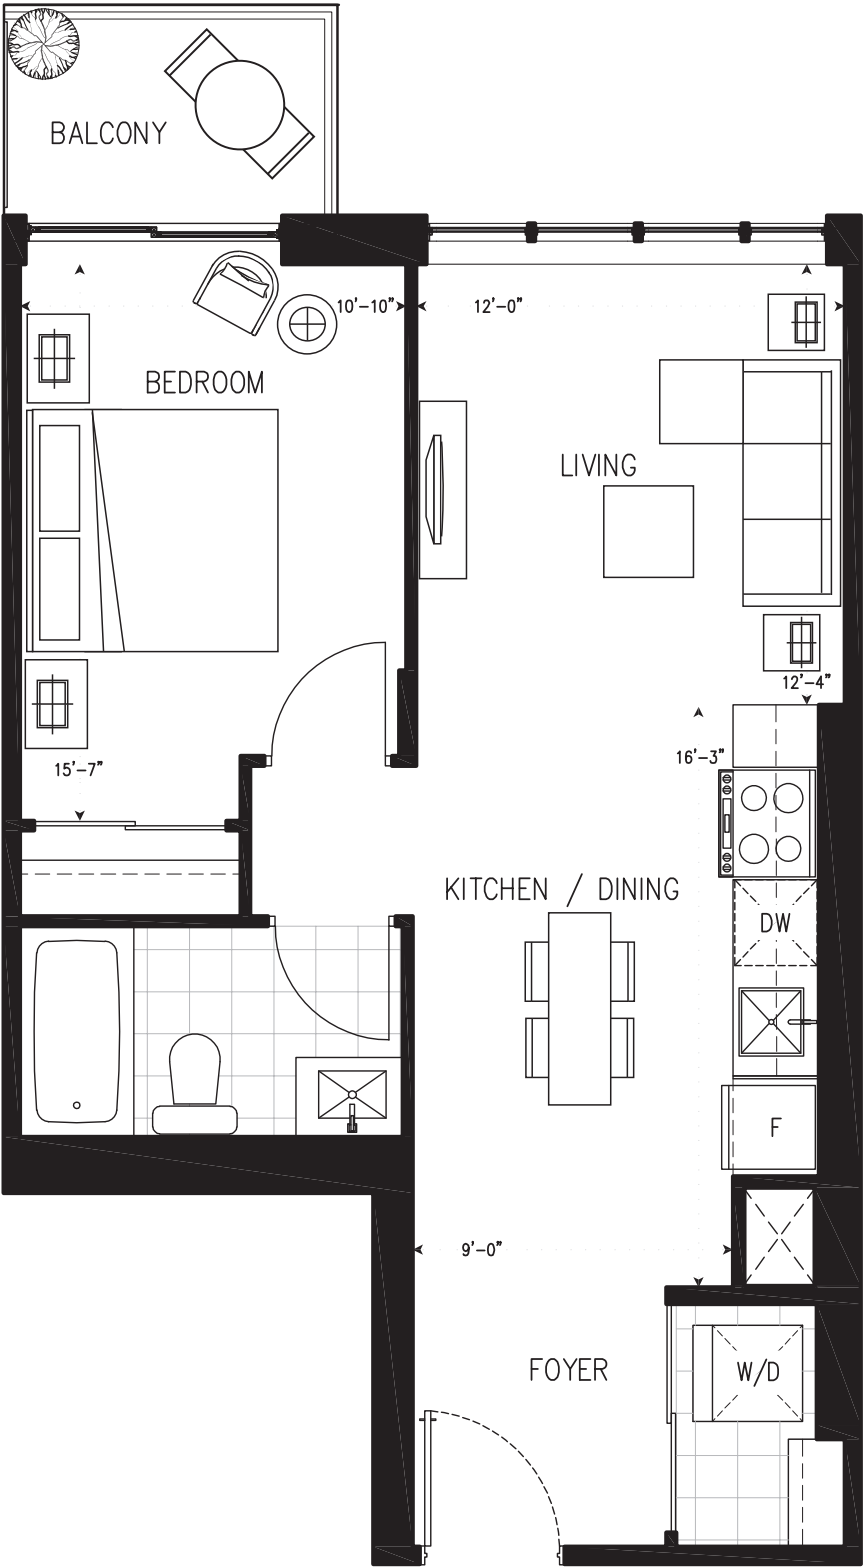 BALCONY
10'-10"
12'-0"
BEDROOM
LIVING
12'-4"
16'-3"
15'-7"
KITCHEN / DINING
DW
F
9'-0"
FOYER
W/D